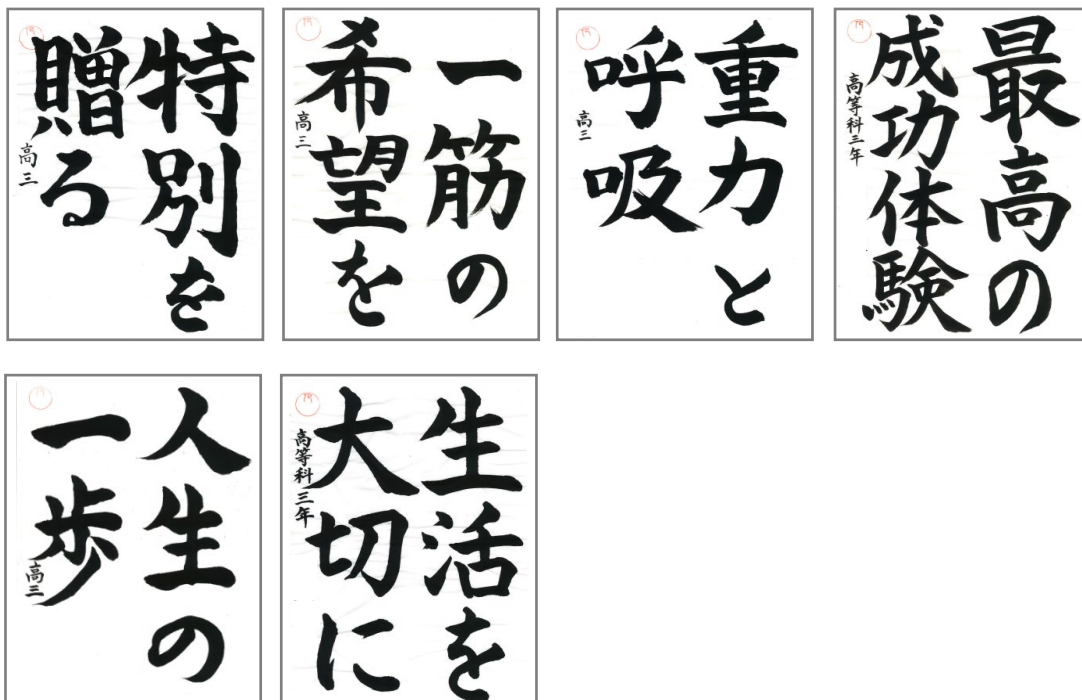 特別を
贈る
高三
一筋の
希望を
高三
重力と
呼吸
高三
最高の
成功体験
高等科三年
人生の
一歩
高三
生活を
大切に
高等科三年